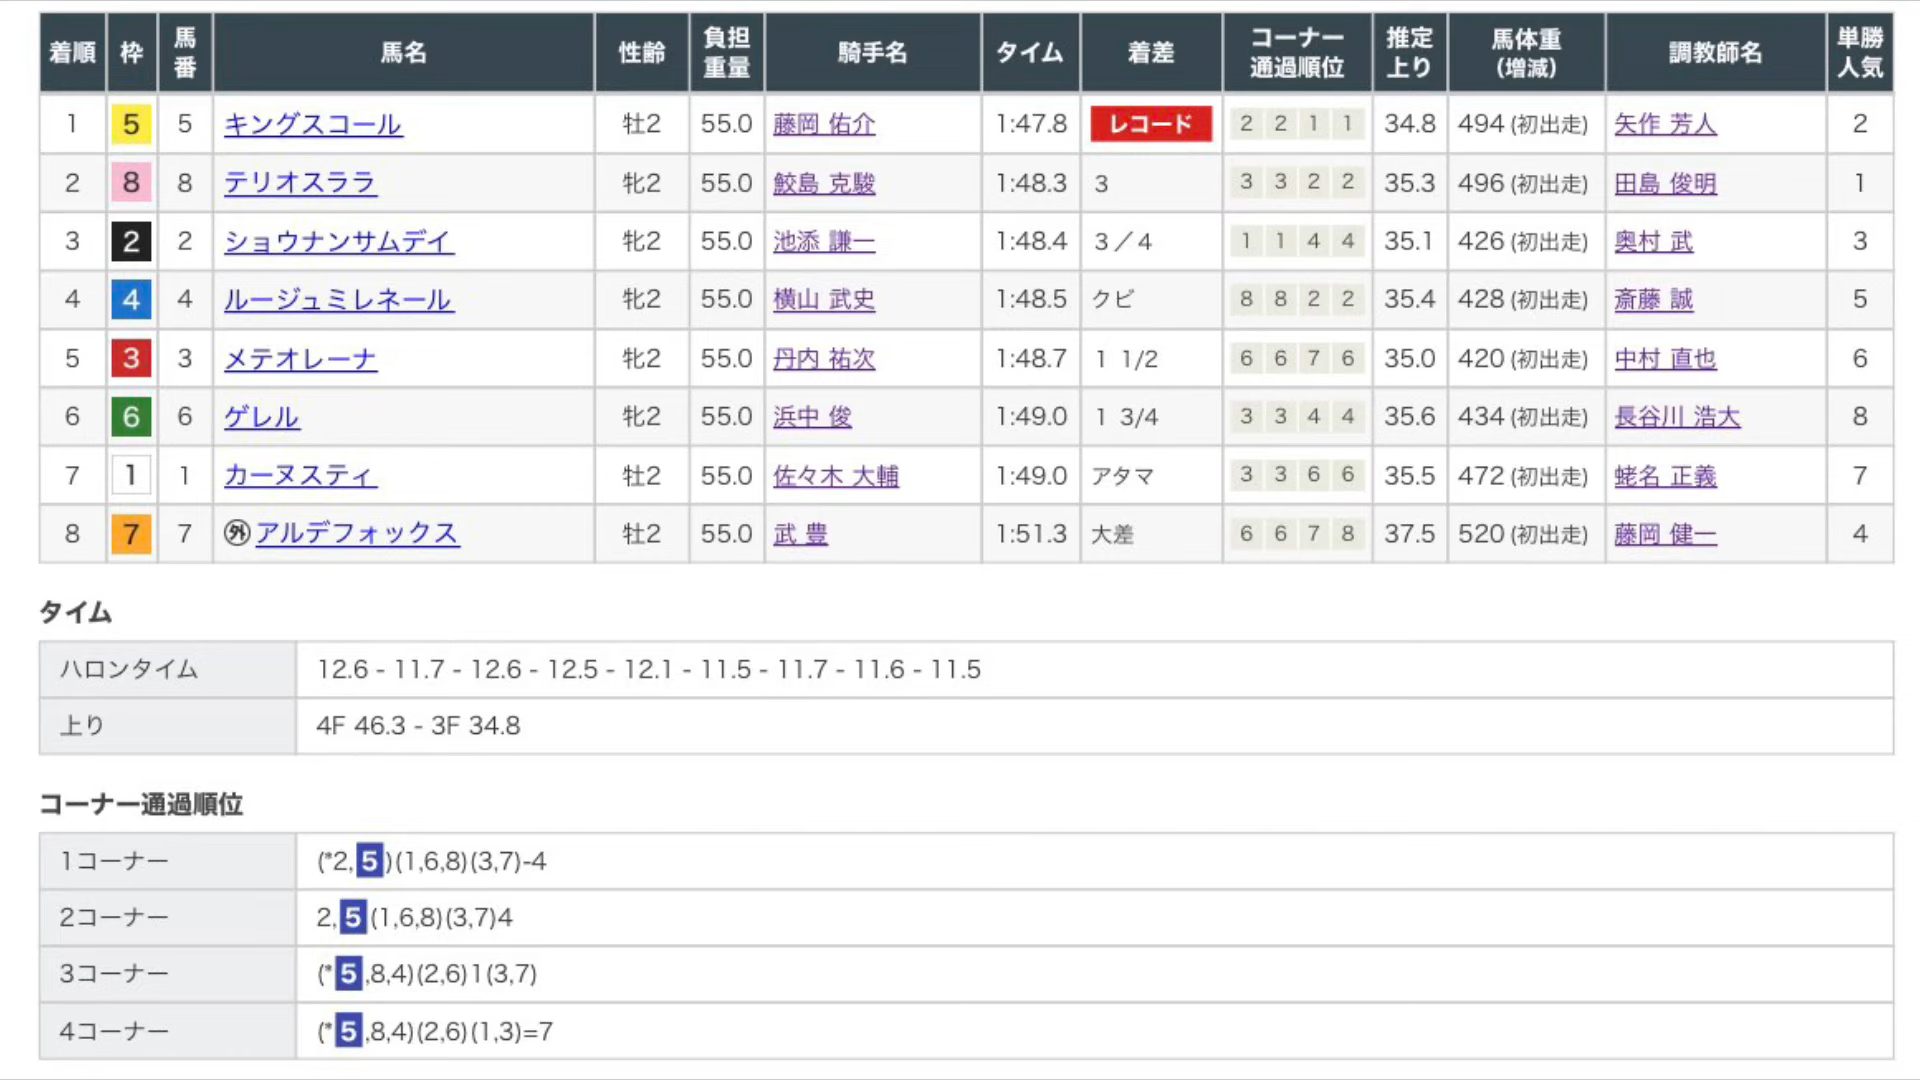 着順 枠 馬番 馬名 性齢 負担重量 騎手名 タイム 着差 コーナー通過順位 推定上り 馬体重(増減) 調教師名 単勝人気
1 5 5 キングスコール 牡2 55.0 藤岡 佑介 1:47.8 レコード 2 2 1 1 34.8 494 (初出走) 矢作 芳人 2
2 8 8 テリオスララ 牝2 55.0 鮫島 克駿 1:48.3 3 3 3 2 2 35.3 496 (初出走) 田島 俊明 1
3 2 2 ショウナンサムデイ 牝2 55.0 池添 謙一 1:48.4 3／4 1 1 4 4 35.1 426 (初出走) 奥村 武 3
4 4 4 ルージュミレネール 牝2 55.0 横山 武史 1:48.5 クビ 8 8 2 2 35.4 428 (初出走) 斎藤 誠 5
5 3 3 メテオレーナ 牝2 55.0 丹内 祐次 1:48.7 1 1/2 6 6 7 6 35.0 420 (初出走) 中村 直也 6
6 6 6 ゲレル 牝2 55.0 浜中 俊 1:49.0 1 3/4 3 3 4 4 35.6 434 (初出走) 長谷川 浩大 8
7 1 1 カーヌスティ 牡2 55.0 佐々木 大輔 1:49.0 アタマ 3 3 6 6 35.5 472 (初出走) 蛯名 正義 7
8 7 7 外 アルデフォックス 牡2 55.0 武 豊 1:51.3 大差 6 6 7 8 37.5 520 (初出走) 藤岡 健一 4
タイム
ハロンタイム 12.6 - 11.7 - 12.6 - 12.5 - 12.1 - 11.5 - 11.7 - 11.6 - 11.5
上り 4F 46.3 - 3F 34.8
コーナー通過順位
1コーナー (*2,5)(1,6,8)(3,7)-4
2コーナー 2,5(1,6,8)(3,7)4
3コーナー (*5,8,4)(2,6)1(3,7)
4コーナー (*5,8,4)(2,6)(1,3)=7